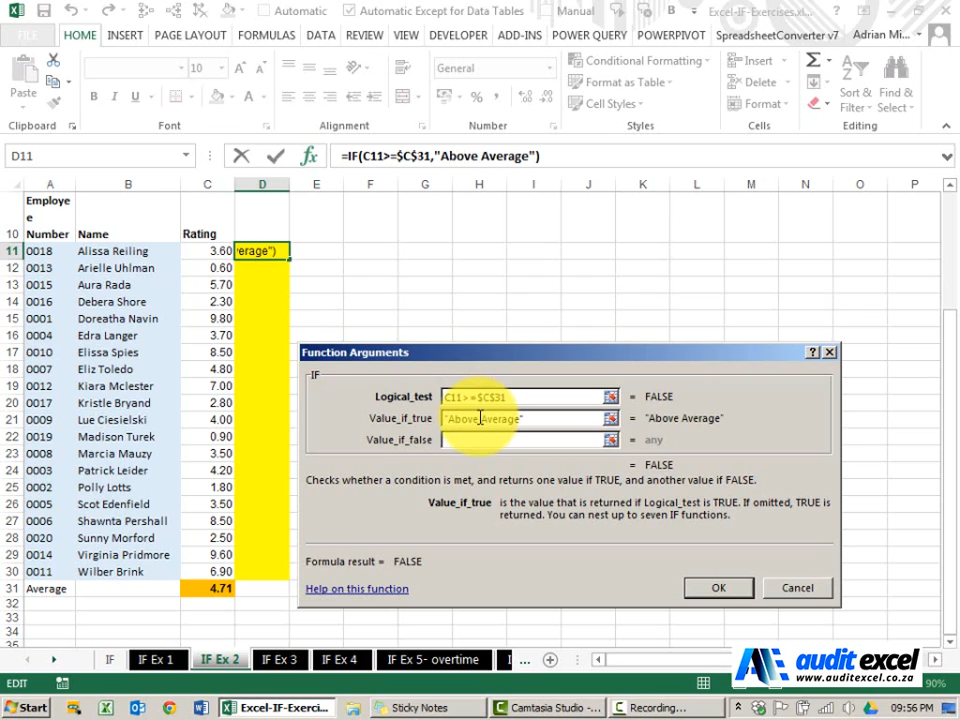 Automatic Automatic Except for Data Tables Manual Excel-IF-Exercises.xl...
FILE HOME INSERT PAGE LAYOUT FORMULAS DATA REVIEW VIEW DEVELOPER ADD-INS POWER QUERY POWERPIVOT SpreadsheetConverter v7 Adrian Mi...
Paste
10
General
Conditional Formatting
Format as Table
Cell Styles
Insert
Delete
Format
Sort & Filter
Find & Select
Clipboard Font Alignment Number Styles Cells Editing
D11 =IF(C11>=$C$31,"Above Average")
A B C D E F G H I J K L M N O P
Employe
e
10 Number Name Rating
11 0018 Alissa Reiling 3.60 verage")
12 0013 Arielle Uhlman 0.60
13 0015 Aura Rada 5.70
14 0016 Debera Shore 2.30
15 0001 Doreatha Navin 9.80
16 0004 Edra Langer 3.70
17 0010 Elissa Spies 8.50
18 0007 Eliz Toledo 4.80
19 0012 Kiara Mclester 7.00
20 0017 Kristle Bryand 2.80
21 0009 Lue Ciesielski 4.00
22 0019 Madison Turek 0.90
23 0008 Marcia Mauzy 3.50
24 0003 Patrick Leider 4.20
25 0002 Polly Lotts 1.80
26 0005 Scot Edenfield 3.50
27 0006 Shawnta Pershall 8.50
28 0020 Sunny Morford 2.50
29 0014 Virginia Pridmore 9.60
30 0011 Wilber Brink 6.90
31 Average 4.71
32
33
34
35
Function Arguments
IF
Logical_test C11>=$C$31 = FALSE
Value_if_true "Above Average" = "Above Average"
Value_if_false = any
= FALSE
Checks whether a condition is met, and returns one value if TRUE, and another value if FALSE.
Value_if_true is the value that is returned if Logical_test is TRUE. If omitted, TRUE is
returned. You can nest up to seven IF functions.
Formula result = FALSE
Help on this function OK Cancel
IF IF Ex 1 IF Ex 2 IF Ex 3 IF Ex 4 IF Ex 5- overtime I ...
audit excel
www.auditexcel.co.za
EDIT 90%
Start Excel-IF-Exerci... Sticky Notes Camtasia Studio -... Recording... 09:56 PM